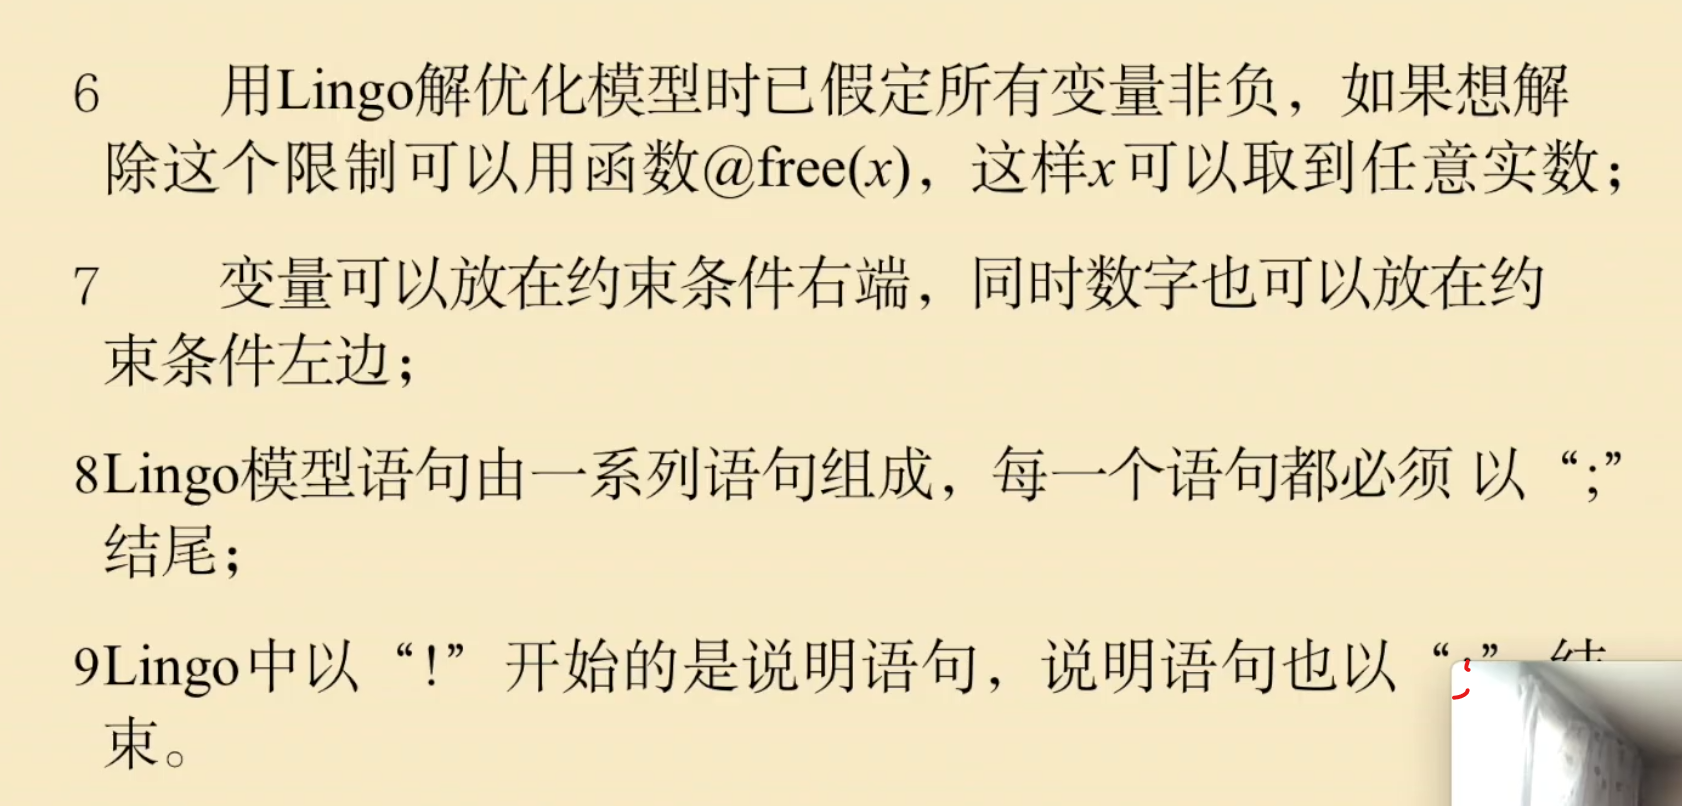 6 用Lingo解优化模型时已假定所有变量非负，如果想解
除这个限制可以用函数@free(x)，这样x可以取到任意实数；
7 变量可以放在约束条件右端，同时数字也可以放在约
束条件左边；
8Lingo模型语句由一系列语句组成，每一个语句都必须 以“;”
结尾；
9Lingo中以“!”开始的是说明语句，说明语句也以“;”结
束。